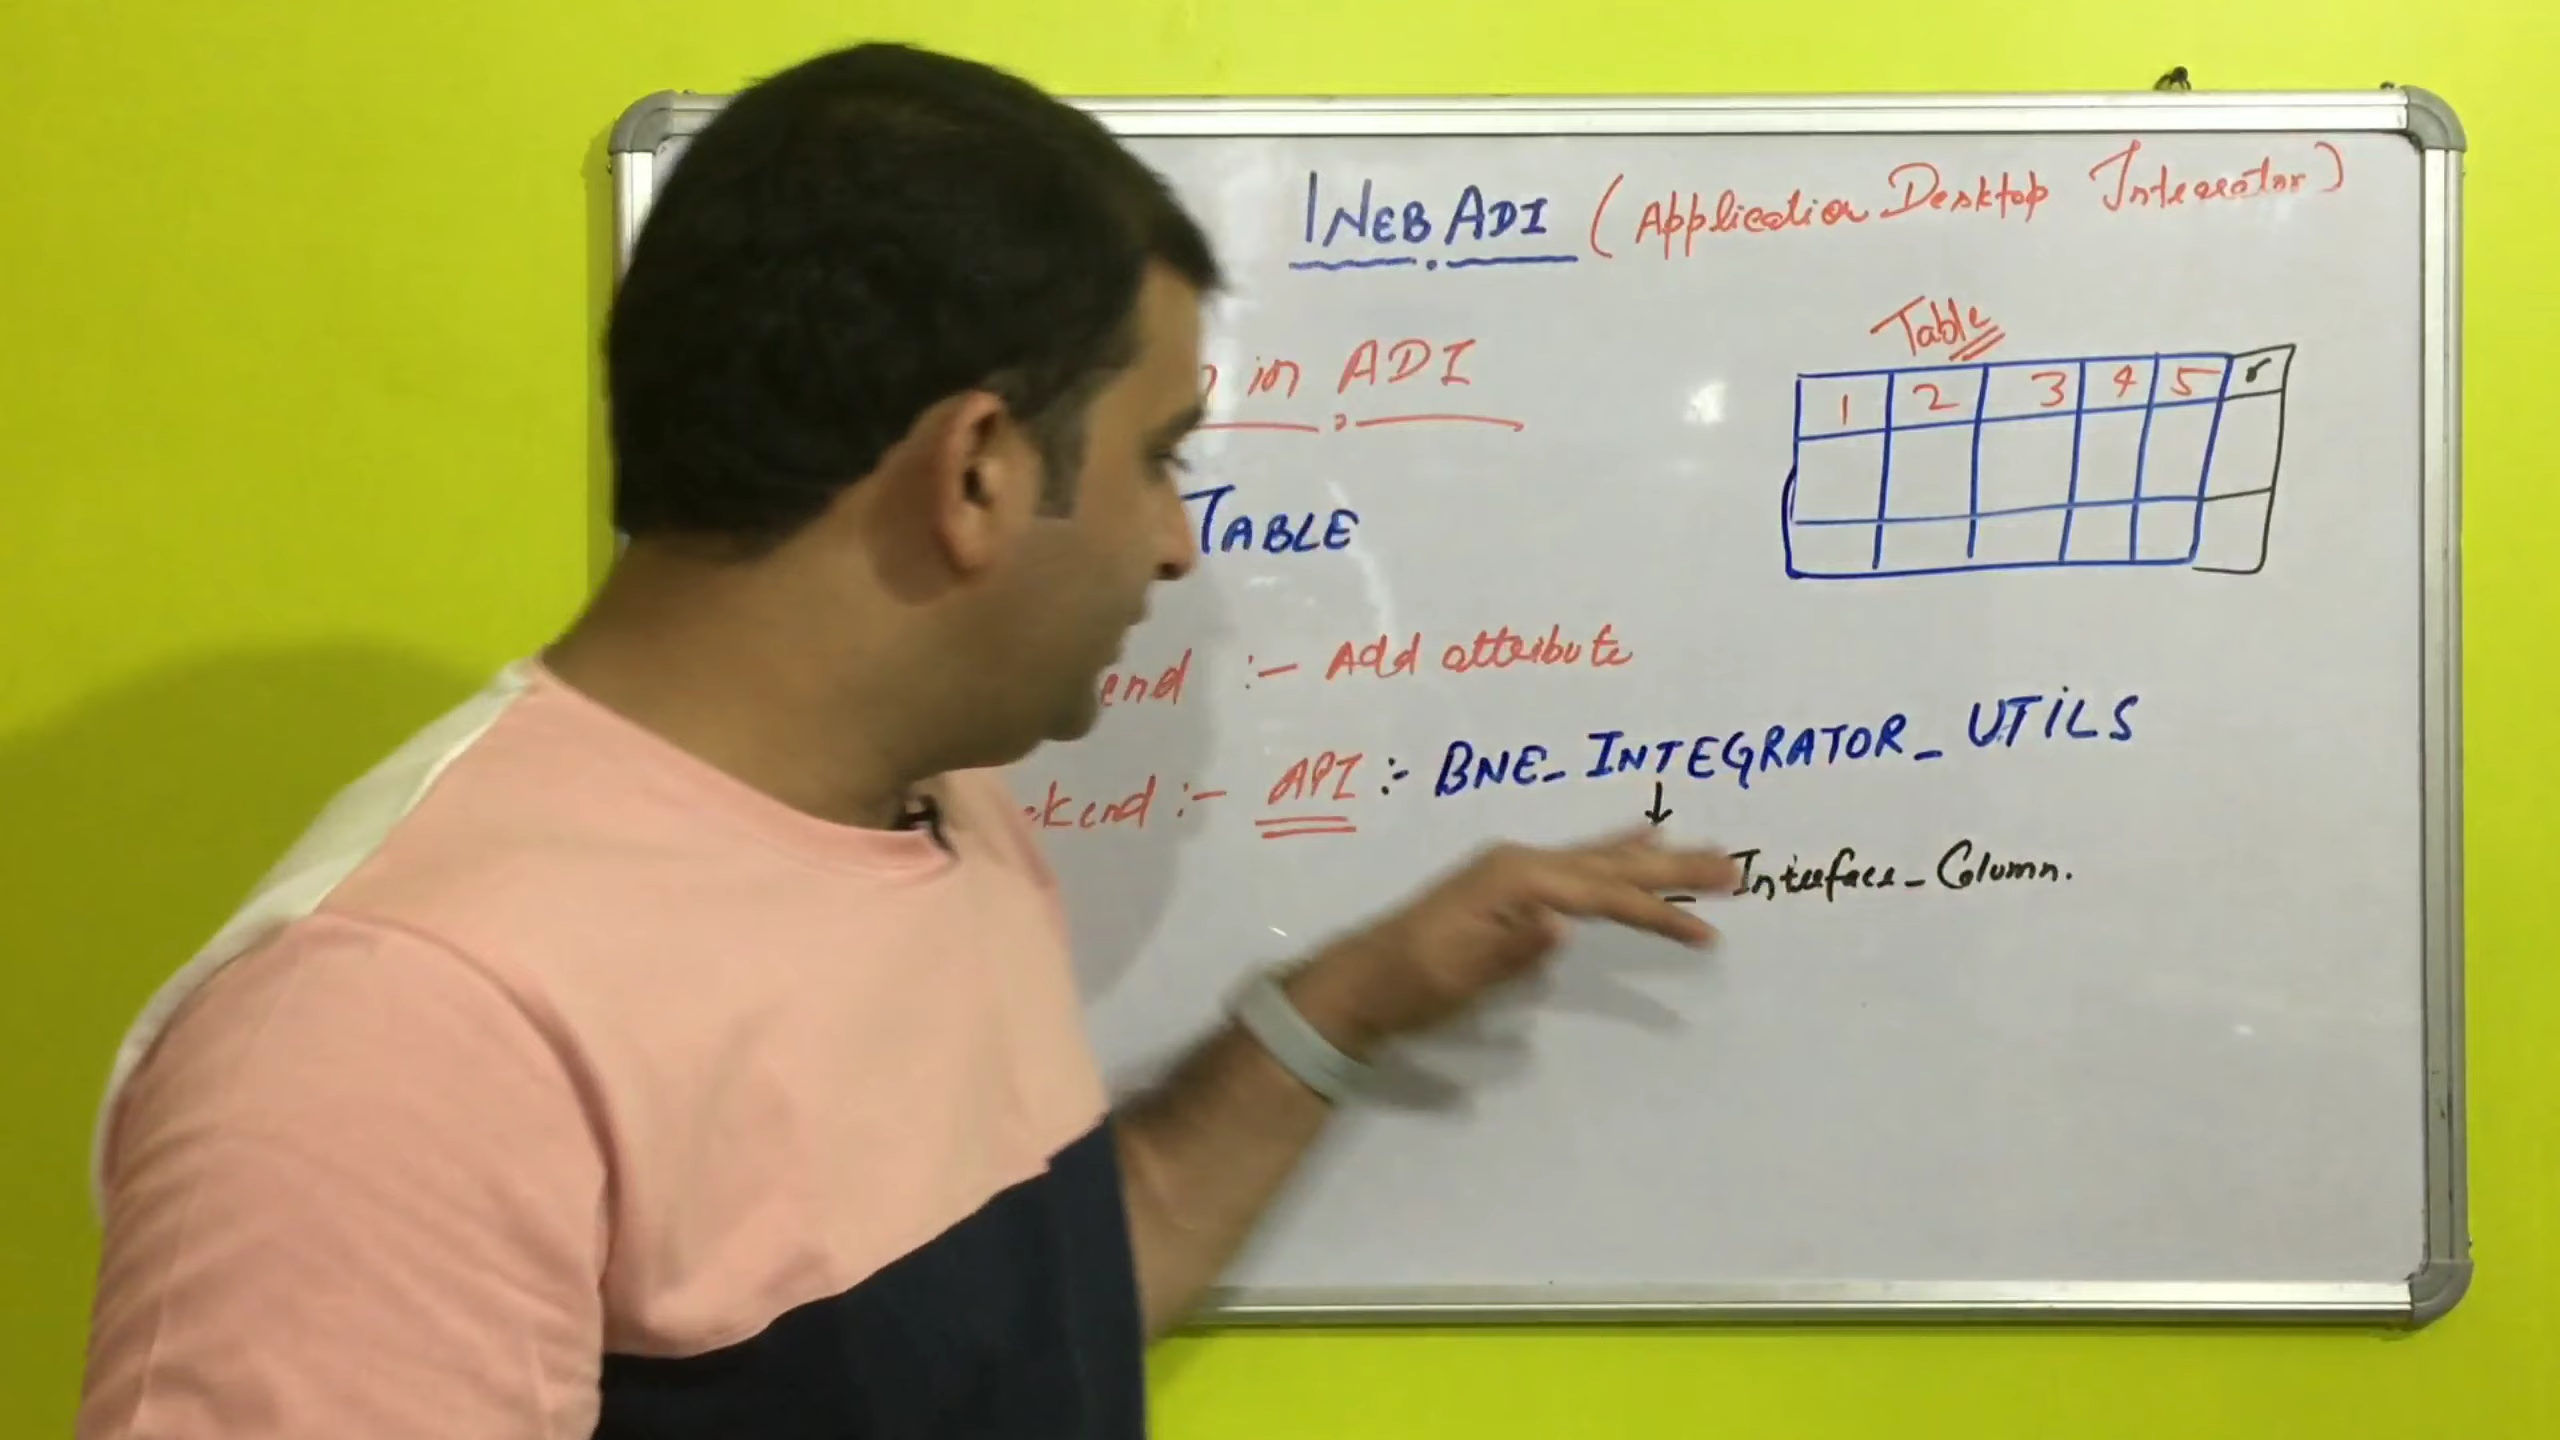 WEB ADI (Application Desktop Integrator)
in ADI
Table
1 2 3 4 5
TABLE
end :- Add attribute
kend :- API :- BNE_INTEGRATOR_UTILS
↓
_ Interface_Column.